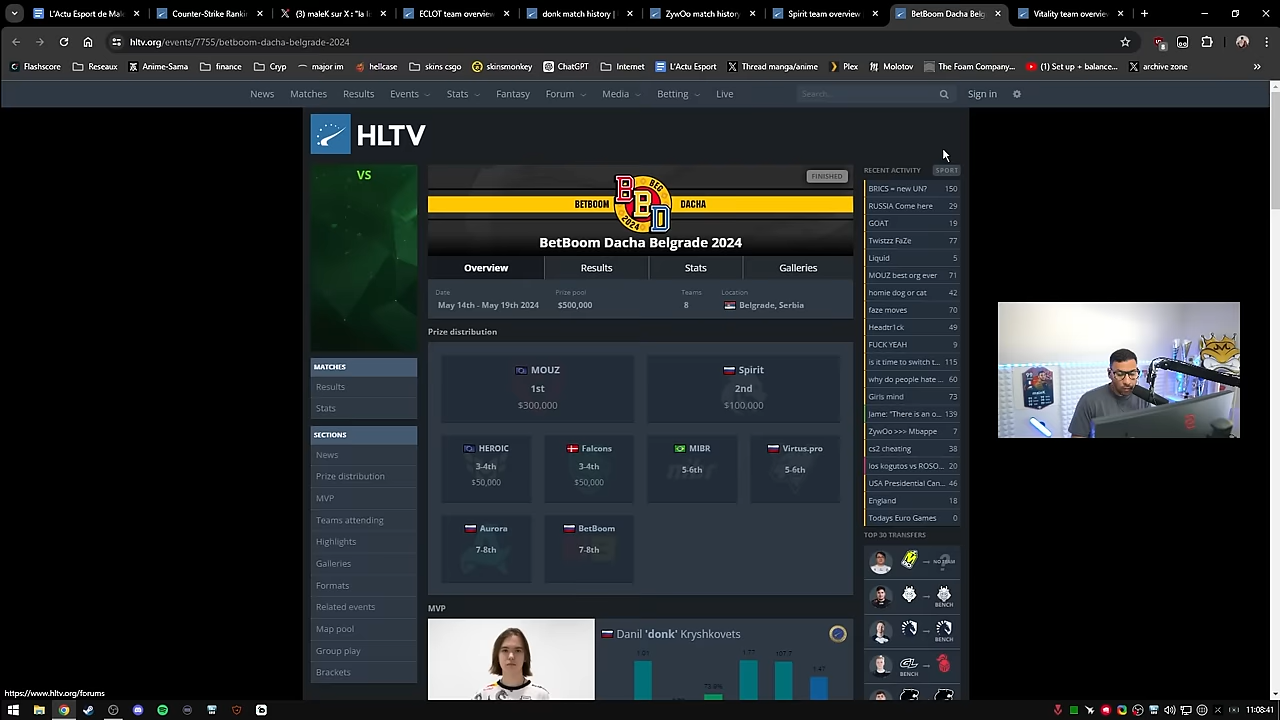 L'Actu Esport de Mal
Counter-Strike Ranki
(3) maleK sur X : "la l
ECLOT team overview
donk match history |
ZywOo match history
Spirit team overview
BetBoom Dacha Belg
Vitality team overvie
hltv.org/events/7755/betboom-dacha-belgrade-2024
Flashscore
Reseaux
Anime-Sama
finance
Cryp
major im
hellcase
skins csgo
skinsmonkey
ChatGPT
Internet
L'Actu Esport
Thread manga/anime
Plex
Molotov
The Foam Company...
(1) Set up + balance...
archive zone
News
Matches
Results
Events
Stats
Fantasy
Forum
Media
Betting
Live
Search...
Sign in
HLTV
VS
FINISHED
BETBOOM
BBD
BEG
2024
DACHA
BetBoom Dacha Belgrade 2024
Overview
Results
Stats
Galleries
Date
Prize pool
Teams
Location
May 14th - May 19th 2024
$500,000
8
Belgrade, Serbia
Prize distribution
MOUZ
1st
$300,000
Spirit
2nd
$100,000
HEROIC
3-4th
$50,000
Falcons
3-4th
$50,000
MIBR
5-6th
Virtus.pro
5-6th
Aurora
7-8th
BetBoom
7-8th
MVP
Danil 'donk' Kryshkovets
MATCHES
Results
Stats
SECTIONS
News
Prize distribution
MVP
Teams attending
Highlights
Galleries
Formats
Related events
Map pool
Group play
Brackets
RECENT ACTIVITY
SPORT
BRICS = new UN? 150
RUSSIA Come here 29
GOAT 19
Twistzz FaZe 77
Liquid 5
MOUZ best org ever 71
homie dog or cat 42
faze moves 70
Headtr1ck 49
FUCK YEAH 9
is it time to switch t... 115
why do people hate ... 60
Girls mind 73
Jame: "There is an o... 139
ZywOo >>> Mbappe 7
cs2 cheating 38
los kogutos vs ROSO... 20
USA Presidential Can... 46
England 18
Todays Euro Games 0
TOP 30 TRANSFERS
NO TEAM
BENCH
BENCH
BENCH
https://www.hltv.org/forums
11:08:41